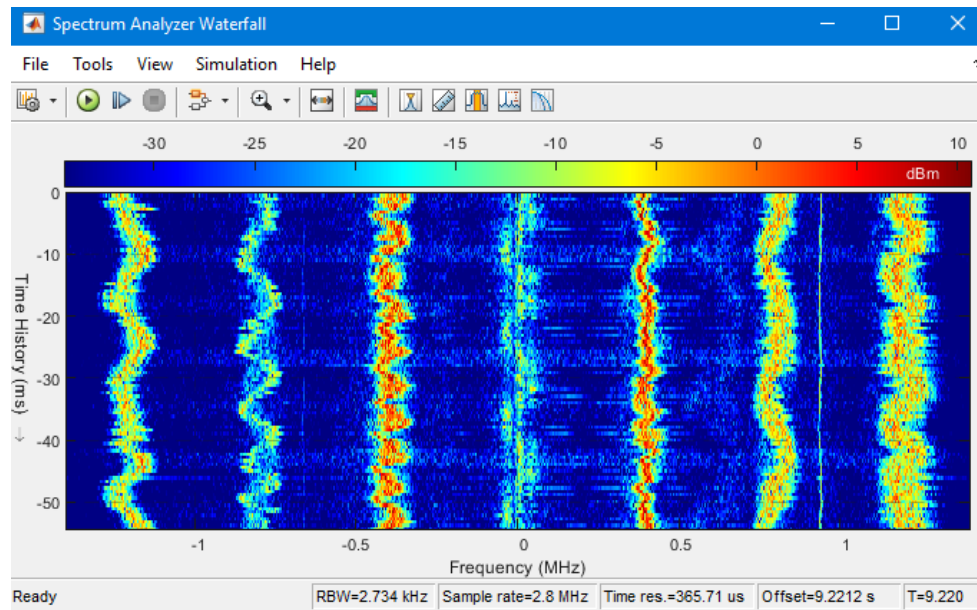 Spectrum Analyzer Waterfall
File Tools View Simulation Help
-30 -25 -20 -15 -10 -5 0 5 10
dBm
0
-10
-20
-30
-40
-50
Time History (ms) →
-1 -0.5 0 0.5 1
Frequency (MHz)
Ready RBW=2.734 kHz Sample rate=2.8 MHz Time res.=365.71 us Offset=9.2212 s T=9.220